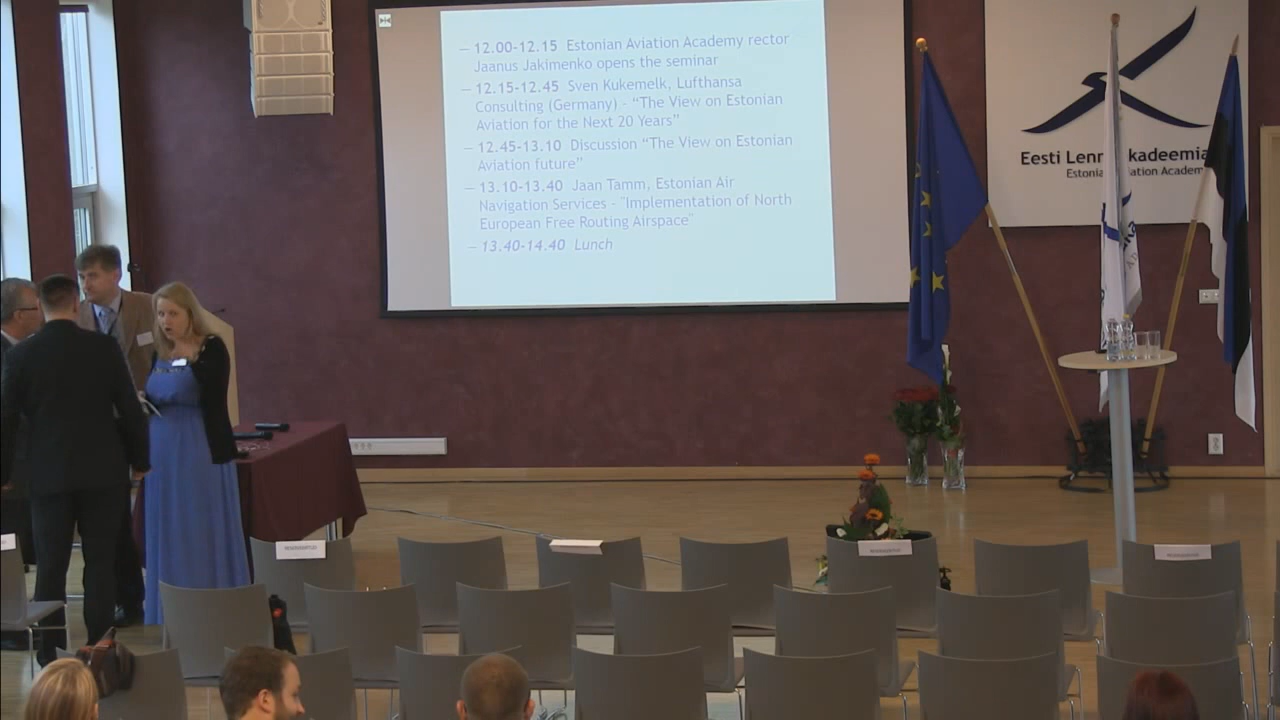 – 12.00-12.15 Estonian Aviation Academy rector
Jaanus Jakimenko opens the seminar
– 12.15-12.45 Sven Kukemelk, Lufthansa
Consulting (Germany) - “The View on Estonian
Aviation for the Next 20 Years”
– 12.45-13.10 Discussion “The View on Estonian
Aviation future”
– 13.10-13.40 Jaan Tamm, Estonian Air
Navigation Services - "Implementation of North
European Free Routing Airspace"
– 13.40-14.40 Lunch
Eesti Lenn kadeemia
Estonia iation Academ